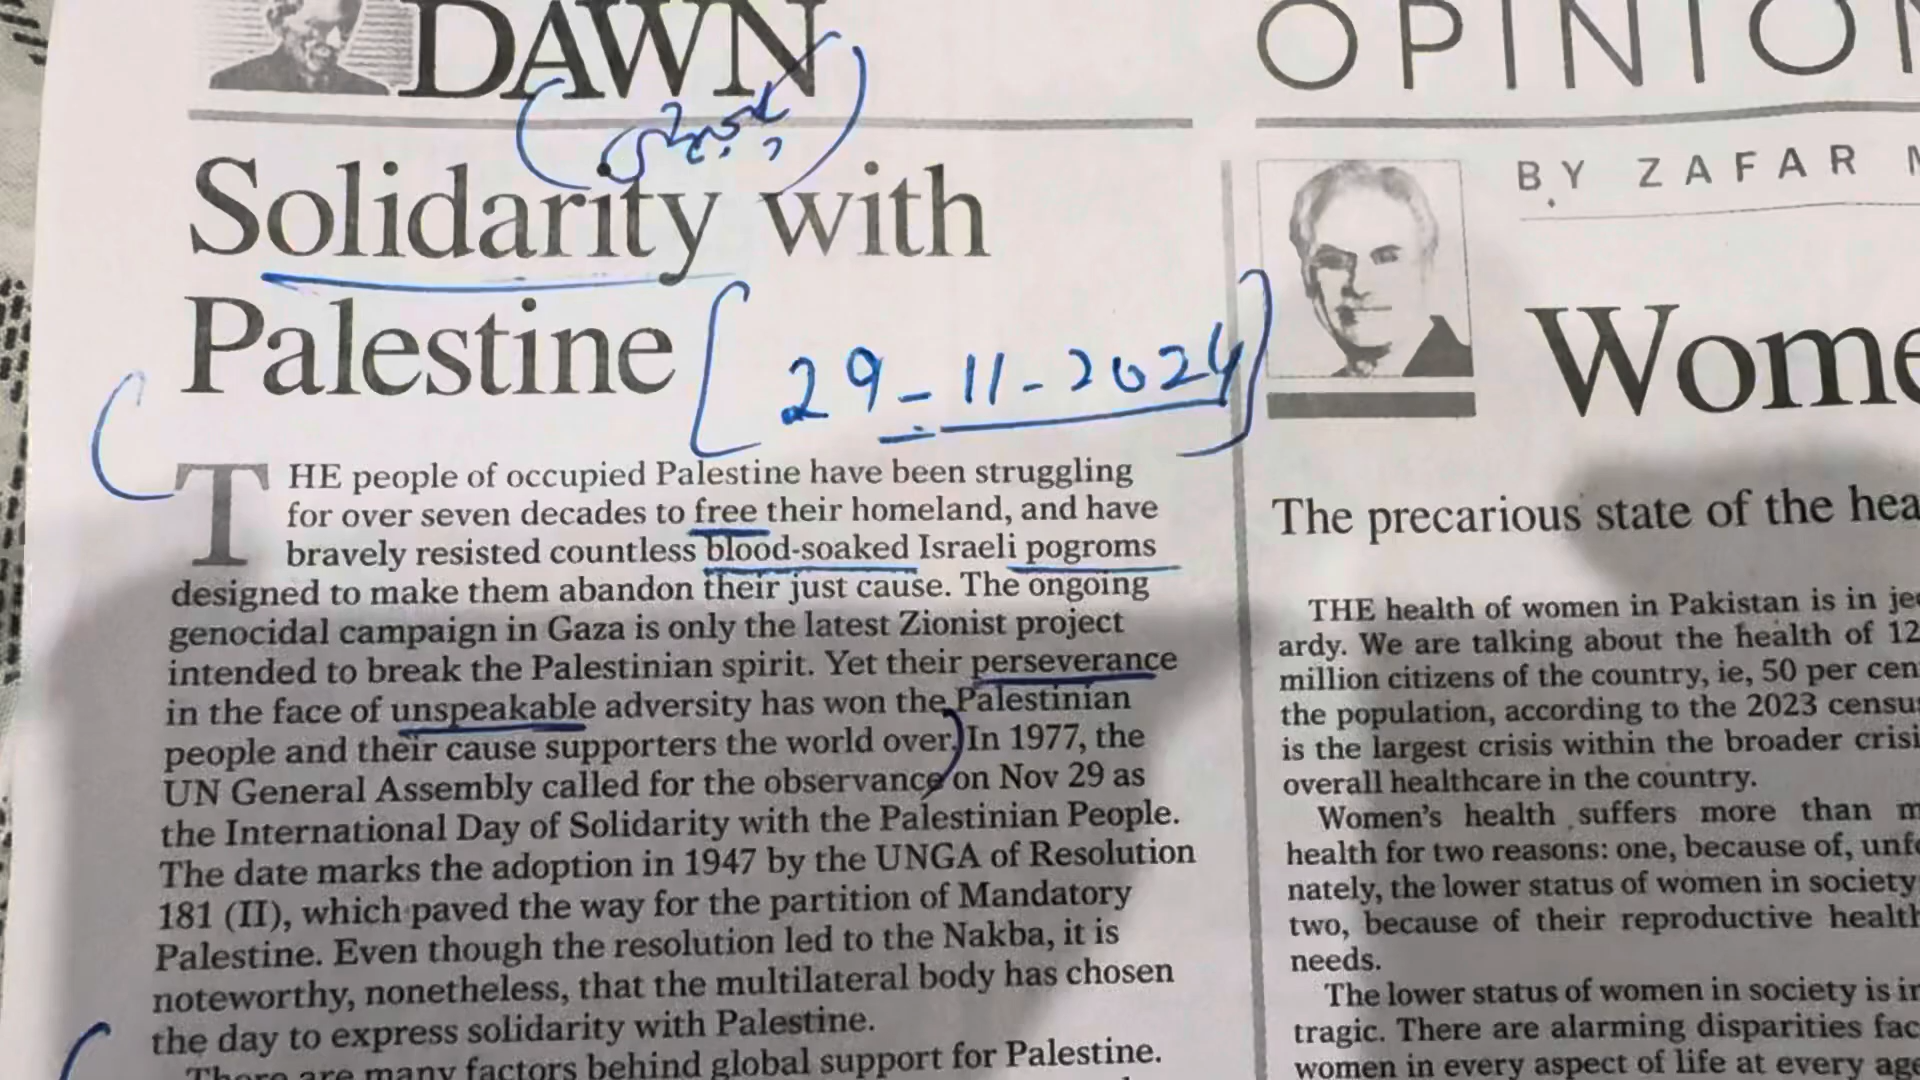 DAWN
Solidarity with
Palestine
29-11-2024
THE people of occupied Palestine have been struggling
for over seven decades to free their homeland, and have
bravely resisted countless blood-soaked Israeli pogroms
designed to make them abandon their just cause. The ongoing
genocidal campaign in Gaza is only the latest Zionist project
intended to break the Palestinian spirit. Yet their perseverance
in the face of unspeakable adversity has won the Palestinian
people and their cause supporters the world over. In 1977, the
UN General Assembly called for the observance on Nov 29 as
the International Day of Solidarity with the Palestinian People.
The date marks the adoption in 1947 by the UNGA of Resolution
181 (II), which paved the way for the partition of Mandatory
Palestine. Even though the resolution led to the Nakba, it is
noteworthy, nonetheless, that the multilateral body has chosen
the day to express solidarity with Palestine.
There are many factors behind global support for Palestine.
OPINION
BY ZAFAR M
Wome
The precarious state of the hea
THE health of women in Pakistan is in je
ardy. We are talking about the health of 12
million citizens of the country, ie, 50 per cen
the population, according to the 2023 census
is the largest crisis within the broader crisi
overall healthcare in the country.
Women's health suffers more than m
health for two reasons: one, because of, unfo
nately, the lower status of women in society
two, because of their reproductive health
needs.
The lower status of women in society is in
tragic. There are alarming disparities fac
women in every aspect of life at every age